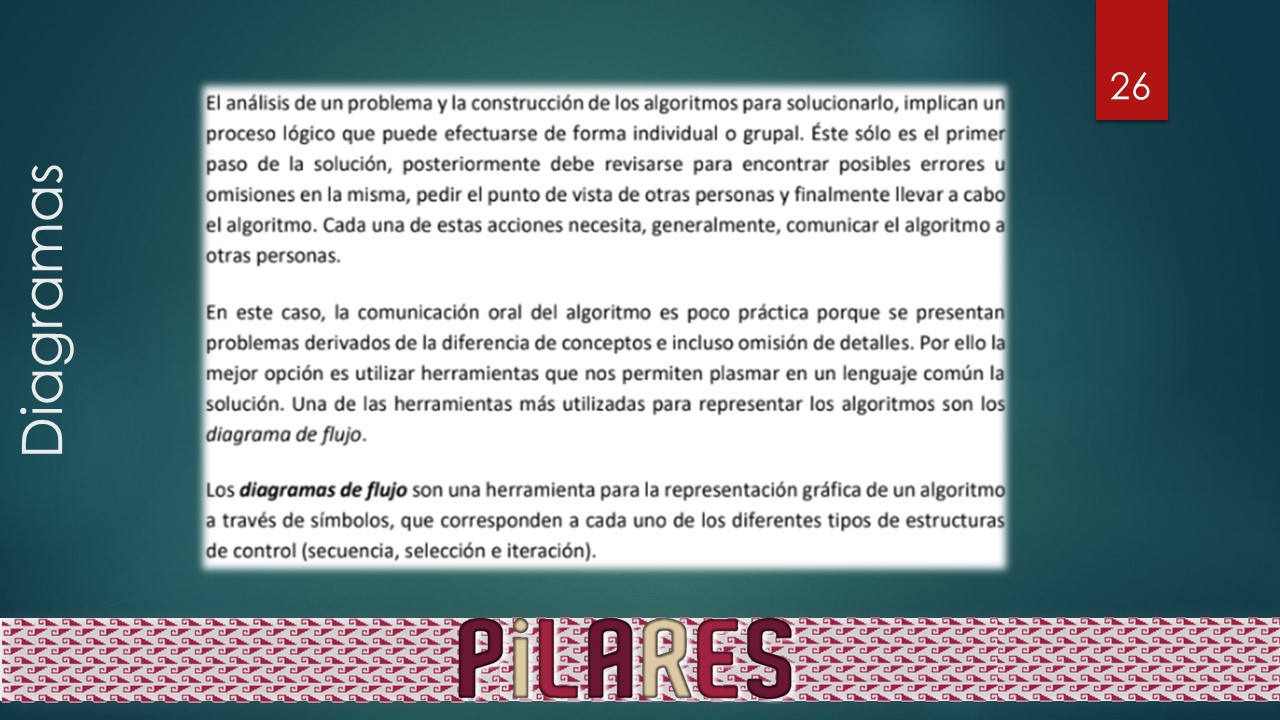 26
Diagramas
El análisis de un problema y la construcción de los algoritmos para solucionarlo, implican un
proceso lógico que puede efectuarse de forma individual o grupal. Éste sólo es el primer
paso de la solución, posteriormente debe revisarse para encontrar posibles errores u
omisiones en la misma, pedir el punto de vista de otras personas y finalmente llevar a cabo
el algoritmo. Cada una de estas acciones necesita, generalmente, comunicar el algoritmo a
otras personas.
En este caso, la comunicación oral del algoritmo es poco práctica porque se presentan
problemas derivados de la diferencia de conceptos e incluso omisión de detalles. Por ello la
mejor opción es utilizar herramientas que nos permiten plasmar en un lenguaje común la
solución. Una de las herramientas más utilizadas para representar los algoritmos son los
diagrama de flujo.
Los diagramas de flujo son una herramienta para la representación gráfica de un algoritmo
a través de símbolos, que corresponden a cada uno de los diferentes tipos de estructuras
de control (secuencia, selección e iteración).
PiLARES